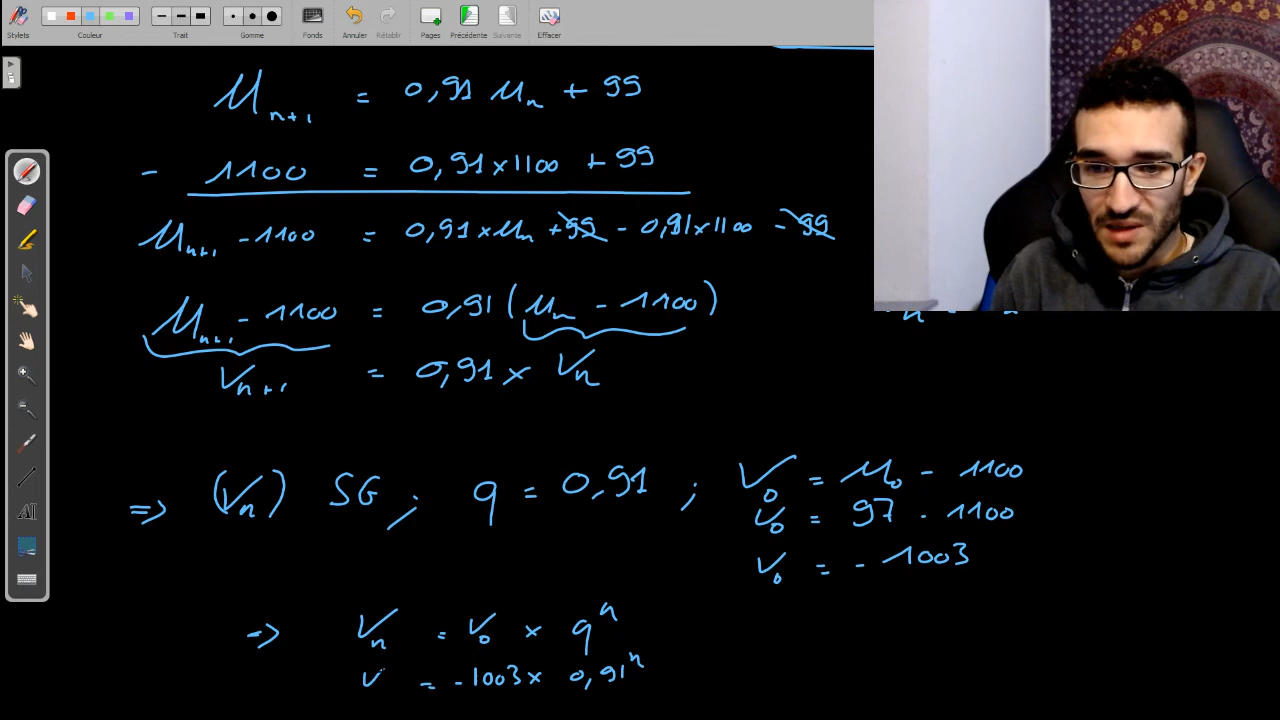 Stylets Couleur Trait Gomme Fonds Annuler Rétablir Pages Précédente Suivante Effacer
u_{n+1} = 0,91 u_n + 99
- 1100 = 0,91 x 1100 + 99
u_{n+1} - 1100 = 0,91 x u_n + 99 - 0,91 x 1100 - 99
u_{n+1} - 1100 = 0,91 (u_n - 1100)
V_{n+1} = 0,91 x V_n
=> (V_n) SG ; q = 0,91 ; V_0 = u_0 - 1100
V_0 = 97 - 1100
V_0 = - 1003
=> V_n = V_0 x q^n
V = - 1003 x 0,91^n
AI